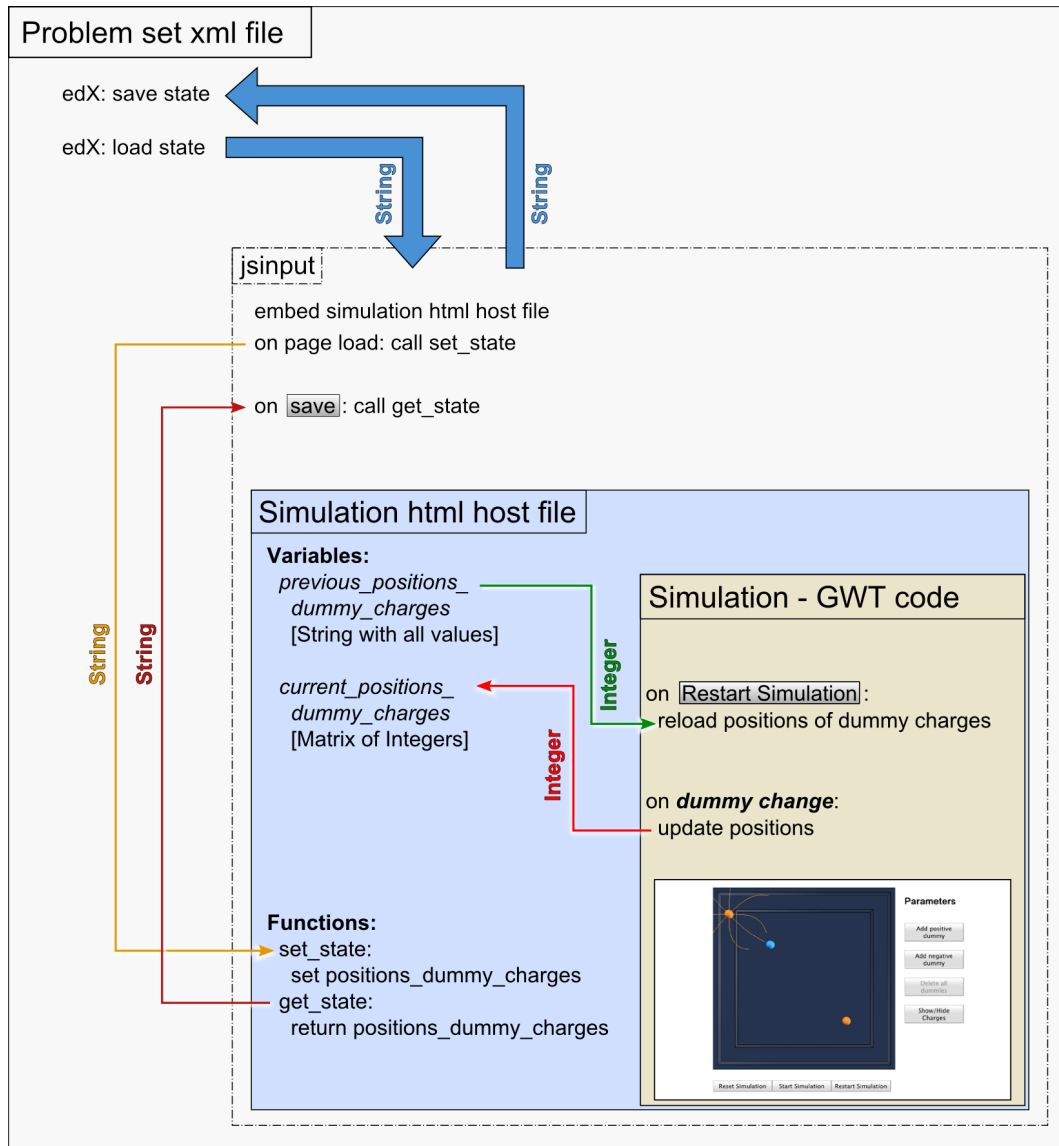 Problem set xml file
edX: save state
edX: load state
String
String
jsinput
embed simulation html host file
on page load: call set_state
on save : call get_state
String
String
Simulation html host file
Variables:
previous_positions_
dummy_charges
[String with all values]
current_positions_
dummy_charges
[Matrix of Integers]
Integer
Integer
Simulation - GWT code
on Restart Simulation :
reload positions of dummy charges
on dummy change:
update positions
Functions:
set_state:
set positions_dummy_charges
get_state:
return positions_dummy_charges
Parameters
Add positive
dummy
Add negative
dummy
Delete all
dummies
Show/Hide
Charges
Reset Simulation
Start Simulation
Restart Simulation